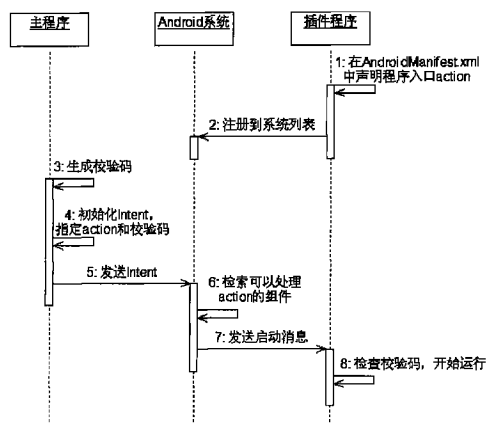 主程序
Android系统
插件程序
1: 在AndroidManifest.xml
中声明程序入口action
2: 注册到系统列表
3: 生成校验码
4: 初始化Intent，
指定action和校验码
5: 发送Intent
6: 检索可以处理
action的组件
7: 发送启动消息
8: 检查校验码，开始运行